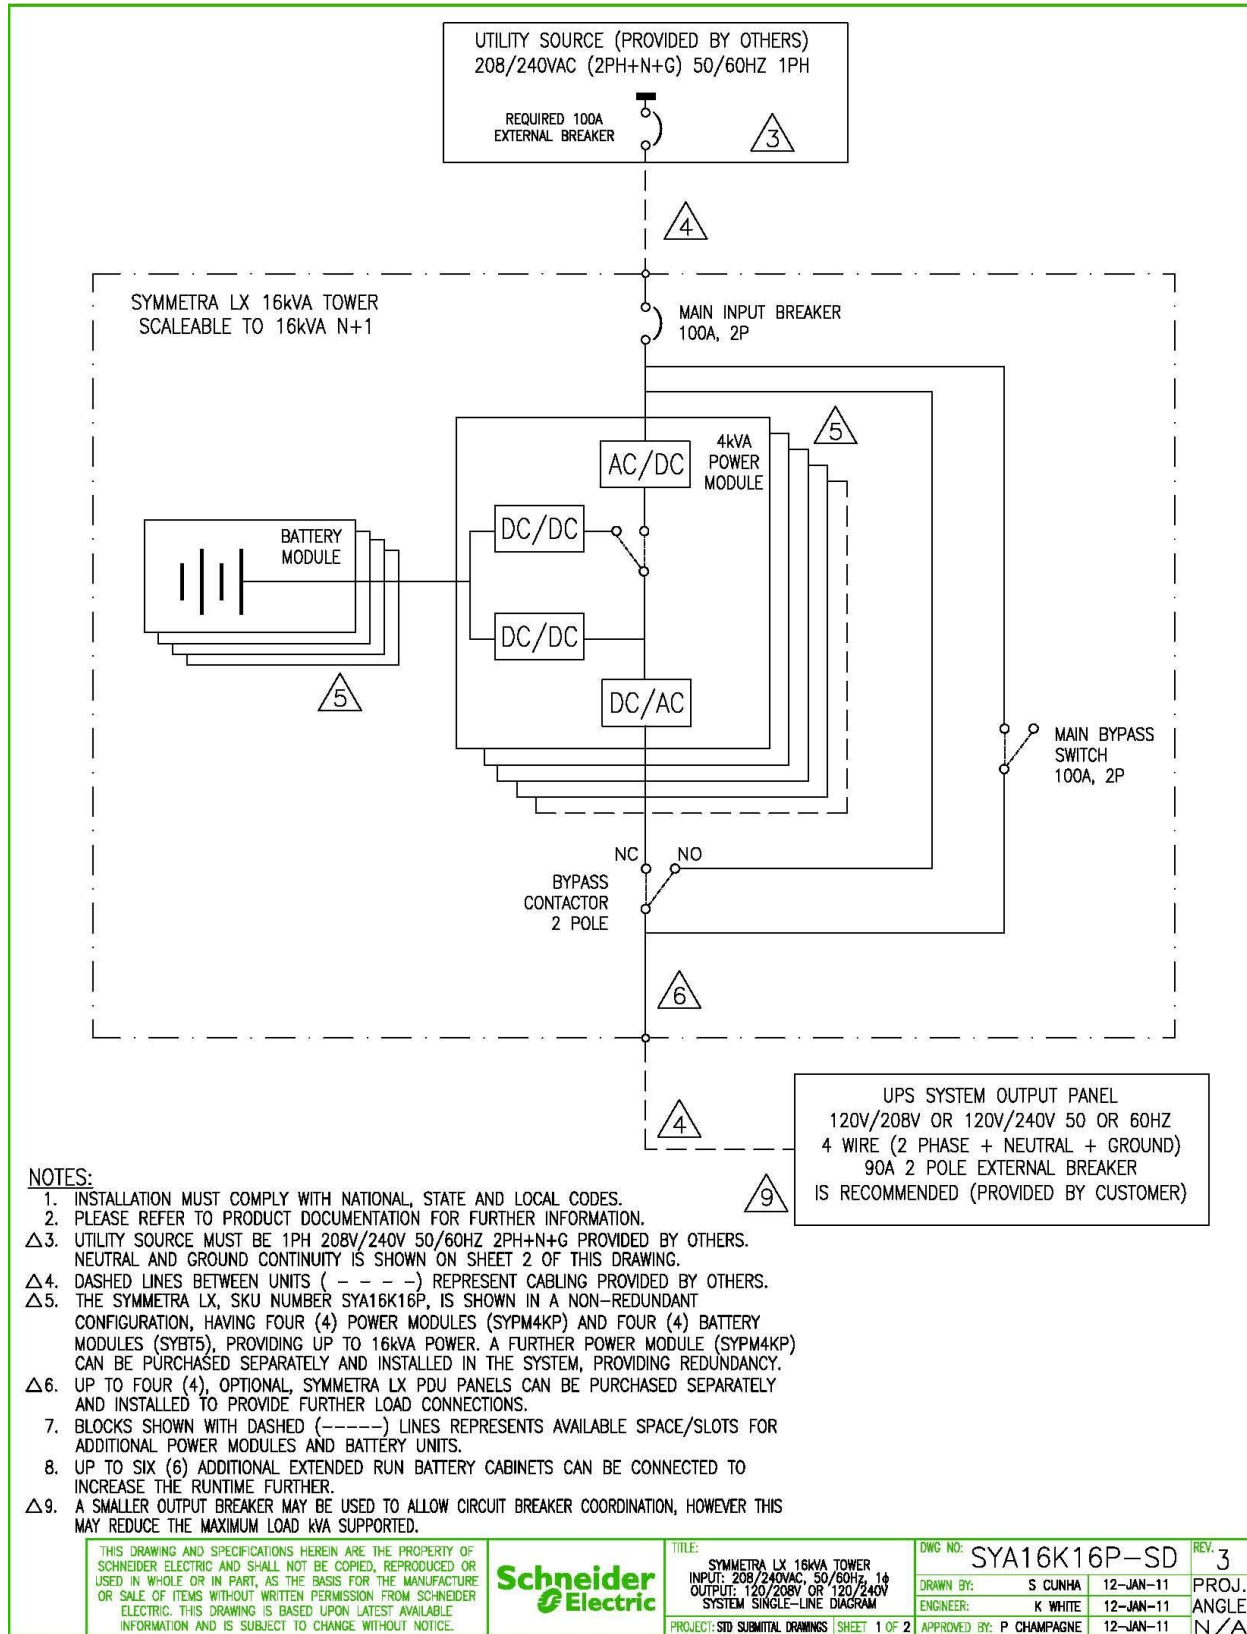 UTILITY SOURCE (PROVIDED BY OTHERS)
208/240VAC (2PH+N+G) 50/60HZ 1PH
REQUIRED 100A
EXTERNAL BREAKER
3
4
SYMMETRA LX 16kVA TOWER
SCALEABLE TO 16kVA N+1
MAIN INPUT BREAKER
100A, 2P
5
4kVA
POWER
MODULE
AC/DC
DC/DC
BATTERY
MODULE
DC/DC
5
DC/AC
MAIN BYPASS
SWITCH
100A, 2P
NC NO
BYPASS
CONTACTOR
2 POLE
6
4
UPS SYSTEM OUTPUT PANEL
120V/208V OR 120V/240V 50 OR 60HZ
4 WIRE (2 PHASE + NEUTRAL + GROUND)
90A 2 POLE EXTERNAL BREAKER
IS RECOMMENDED (PROVIDED BY CUSTOMER)
9
NOTES:
1. INSTALLATION MUST COMPLY WITH NATIONAL, STATE AND LOCAL CODES.
2. PLEASE REFER TO PRODUCT DOCUMENTATION FOR FURTHER INFORMATION.
△3. UTILITY SOURCE MUST BE 1PH 208V/240V 50/60HZ 2PH+N+G PROVIDED BY OTHERS.
NEUTRAL AND GROUND CONTINUITY IS SHOWN ON SHEET 2 OF THIS DRAWING.
△4. DASHED LINES BETWEEN UNITS ( - - - -) REPRESENT CABLING PROVIDED BY OTHERS.
△5. THE SYMMETRA LX, SKU NUMBER SYA16K16P, IS SHOWN IN A NON-REDUNDANT
CONFIGURATION, HAVING FOUR (4) POWER MODULES (SYPM4KP) AND FOUR (4) BATTERY
MODULES (SYBT5), PROVIDING UP TO 16kVA POWER. A FURTHER POWER MODULE (SYPM4KP)
CAN BE PURCHASED SEPARATELY AND INSTALLED IN THE SYSTEM, PROVIDING REDUNDANCY.
△6. UP TO FOUR (4), OPTIONAL, SYMMETRA LX PDU PANELS CAN BE PURCHASED SEPARATELY
AND INSTALLED TO PROVIDE FURTHER LOAD CONNECTIONS.
7. BLOCKS SHOWN WITH DASHED (-----) LINES REPRESENTS AVAILABLE SPACE/SLOTS FOR
ADDITIONAL POWER MODULES AND BATTERY UNITS.
8. UP TO SIX (6) ADDITIONAL EXTENDED RUN BATTERY CABINETS CAN BE CONNECTED TO
INCREASE THE RUNTIME FURTHER.
△9. A SMALLER OUTPUT BREAKER MAY BE USED TO ALLOW CIRCUIT BREAKER COORDINATION, HOWEVER THIS
MAY REDUCE THE MAXIMUM LOAD kVA SUPPORTED.
THIS DRAWING AND SPECIFICATIONS HEREIN ARE THE PROPERTY OF
SCHNEIDER ELECTRIC AND SHALL NOT BE COPIED, REPRODUCED OR
USED IN WHOLE OR IN PART, AS THE BASIS FOR THE MANUFACTURE
OR SALE OF ITEMS WITHOUT WRITTEN PERMISSION FROM SCHNEIDER
ELECTRIC. THIS DRAWING IS BASED UPON LATEST AVAILABLE
INFORMATION AND IS SUBJECT TO CHANGE WITHOUT NOTICE.
Schneider
Electric
TITLE:
SYMMETRA LX 16kVA TOWER
INPUT: 208/240VAC, 50/60Hz, 1ϕ
OUTPUT: 120/208V OR 120/240V
SYSTEM SINGLE-LINE DIAGRAM
PROJECT: STD SUBMITAL DRAWINGS SHEET 1 OF 2
DWG NO: SYA16K16P-SD
DRAWN BY: S CUNHA 12-JAN-11
ENGINEER: K WHITE 12-JAN-11
APPROVED BY: P CHAMPAGNE 12-JAN-11
REV. 3
PROJ.
ANGLE
N/A